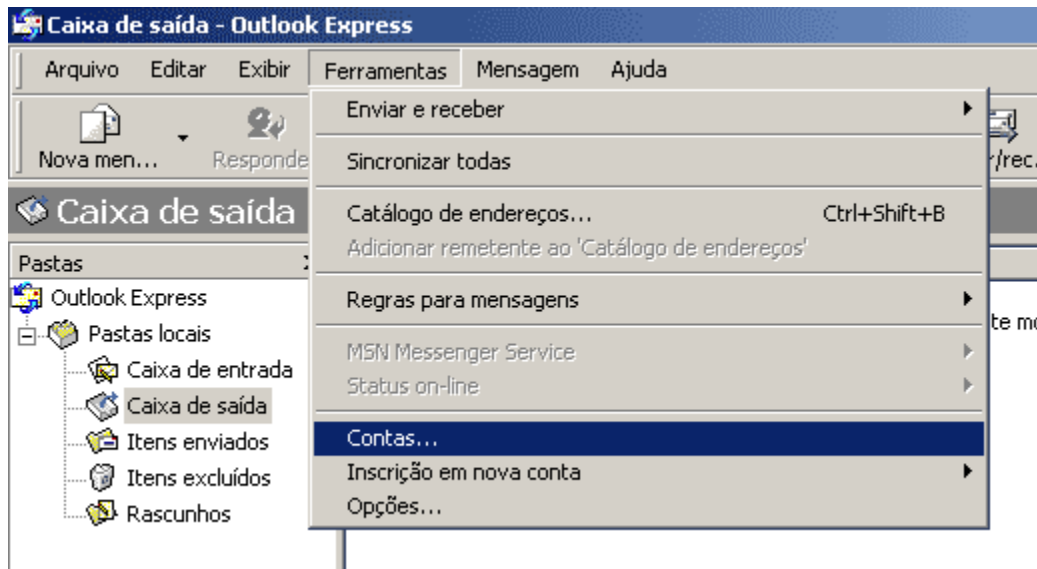 Caixa de saída - Outlook Express
Arquivo Editar Exibir Ferramentas Mensagem Ajuda
Nova men... Responde /rec.
Caixa de saída
Pastas
Outlook Express
Pastas locais
Caixa de entrada
Caixa de saída
Itens enviados
Itens excluídos
Rascunhos
Enviar e receber
Sincronizar todas
Catálogo de endereços... Ctrl+Shift+B
Adicionar remetente ao 'Catálogo de endereços'
Regras para mensagens
MSN Messenger Service
Status on-line
Contas...
Inscrição em nova conta
Opções...
te